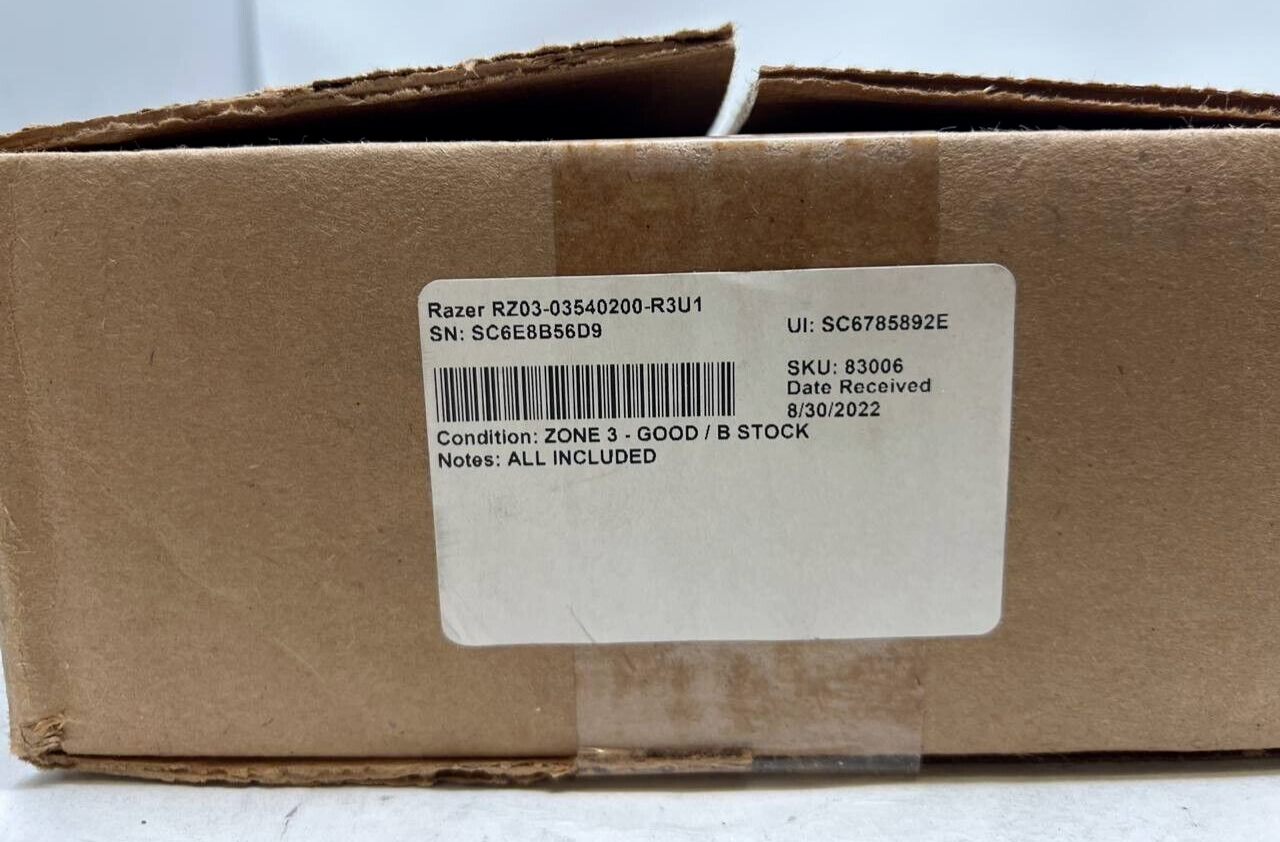 Razer RZ03-03540200-R3U1
SN: SC6E8B56D9
UI: SC6785892E
SKU: 83006
Date Received
8/30/2022
Condition: ZONE 3 - GOOD / B STOCK
Notes: ALL INCLUDED